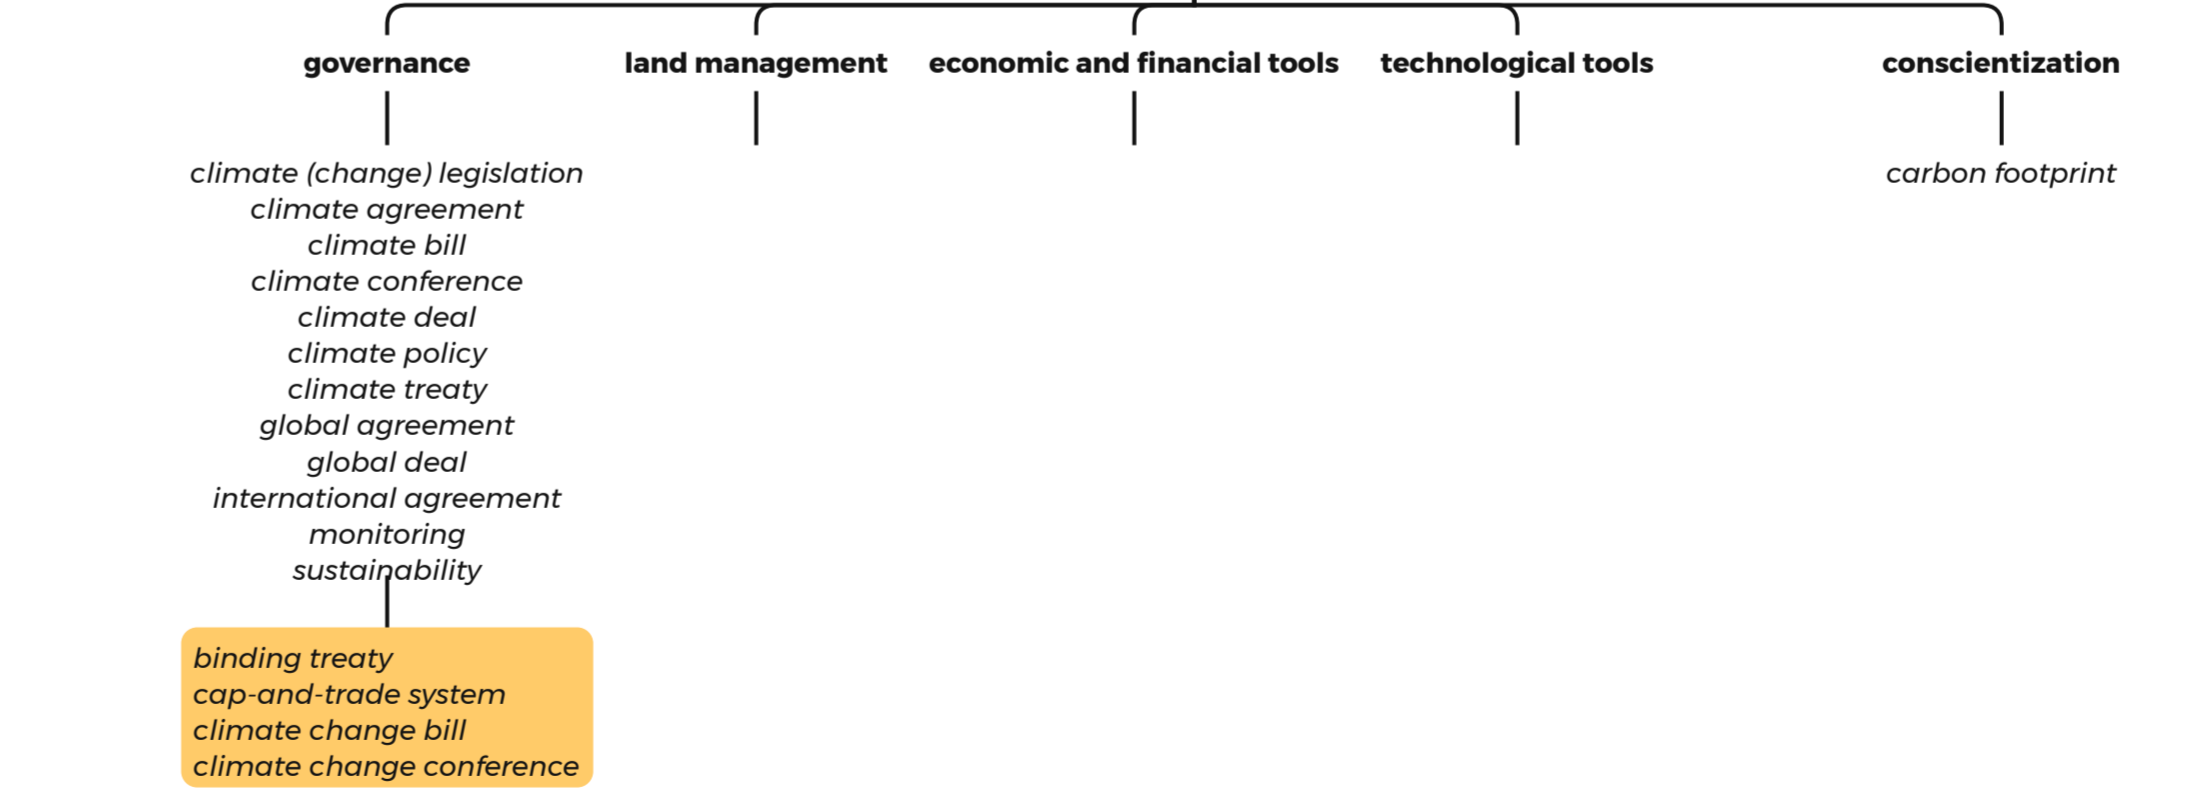 governance
land management
economic and financial tools
technological tools
conscientization
climate (change) legislation
climate agreement
climate bill
climate conference
climate deal
climate policy
climate treaty
global agreement
global deal
international agreement
monitoring
sustainability
binding treaty
cap-and-trade system
climate change bill
climate change conference
carbon footprint